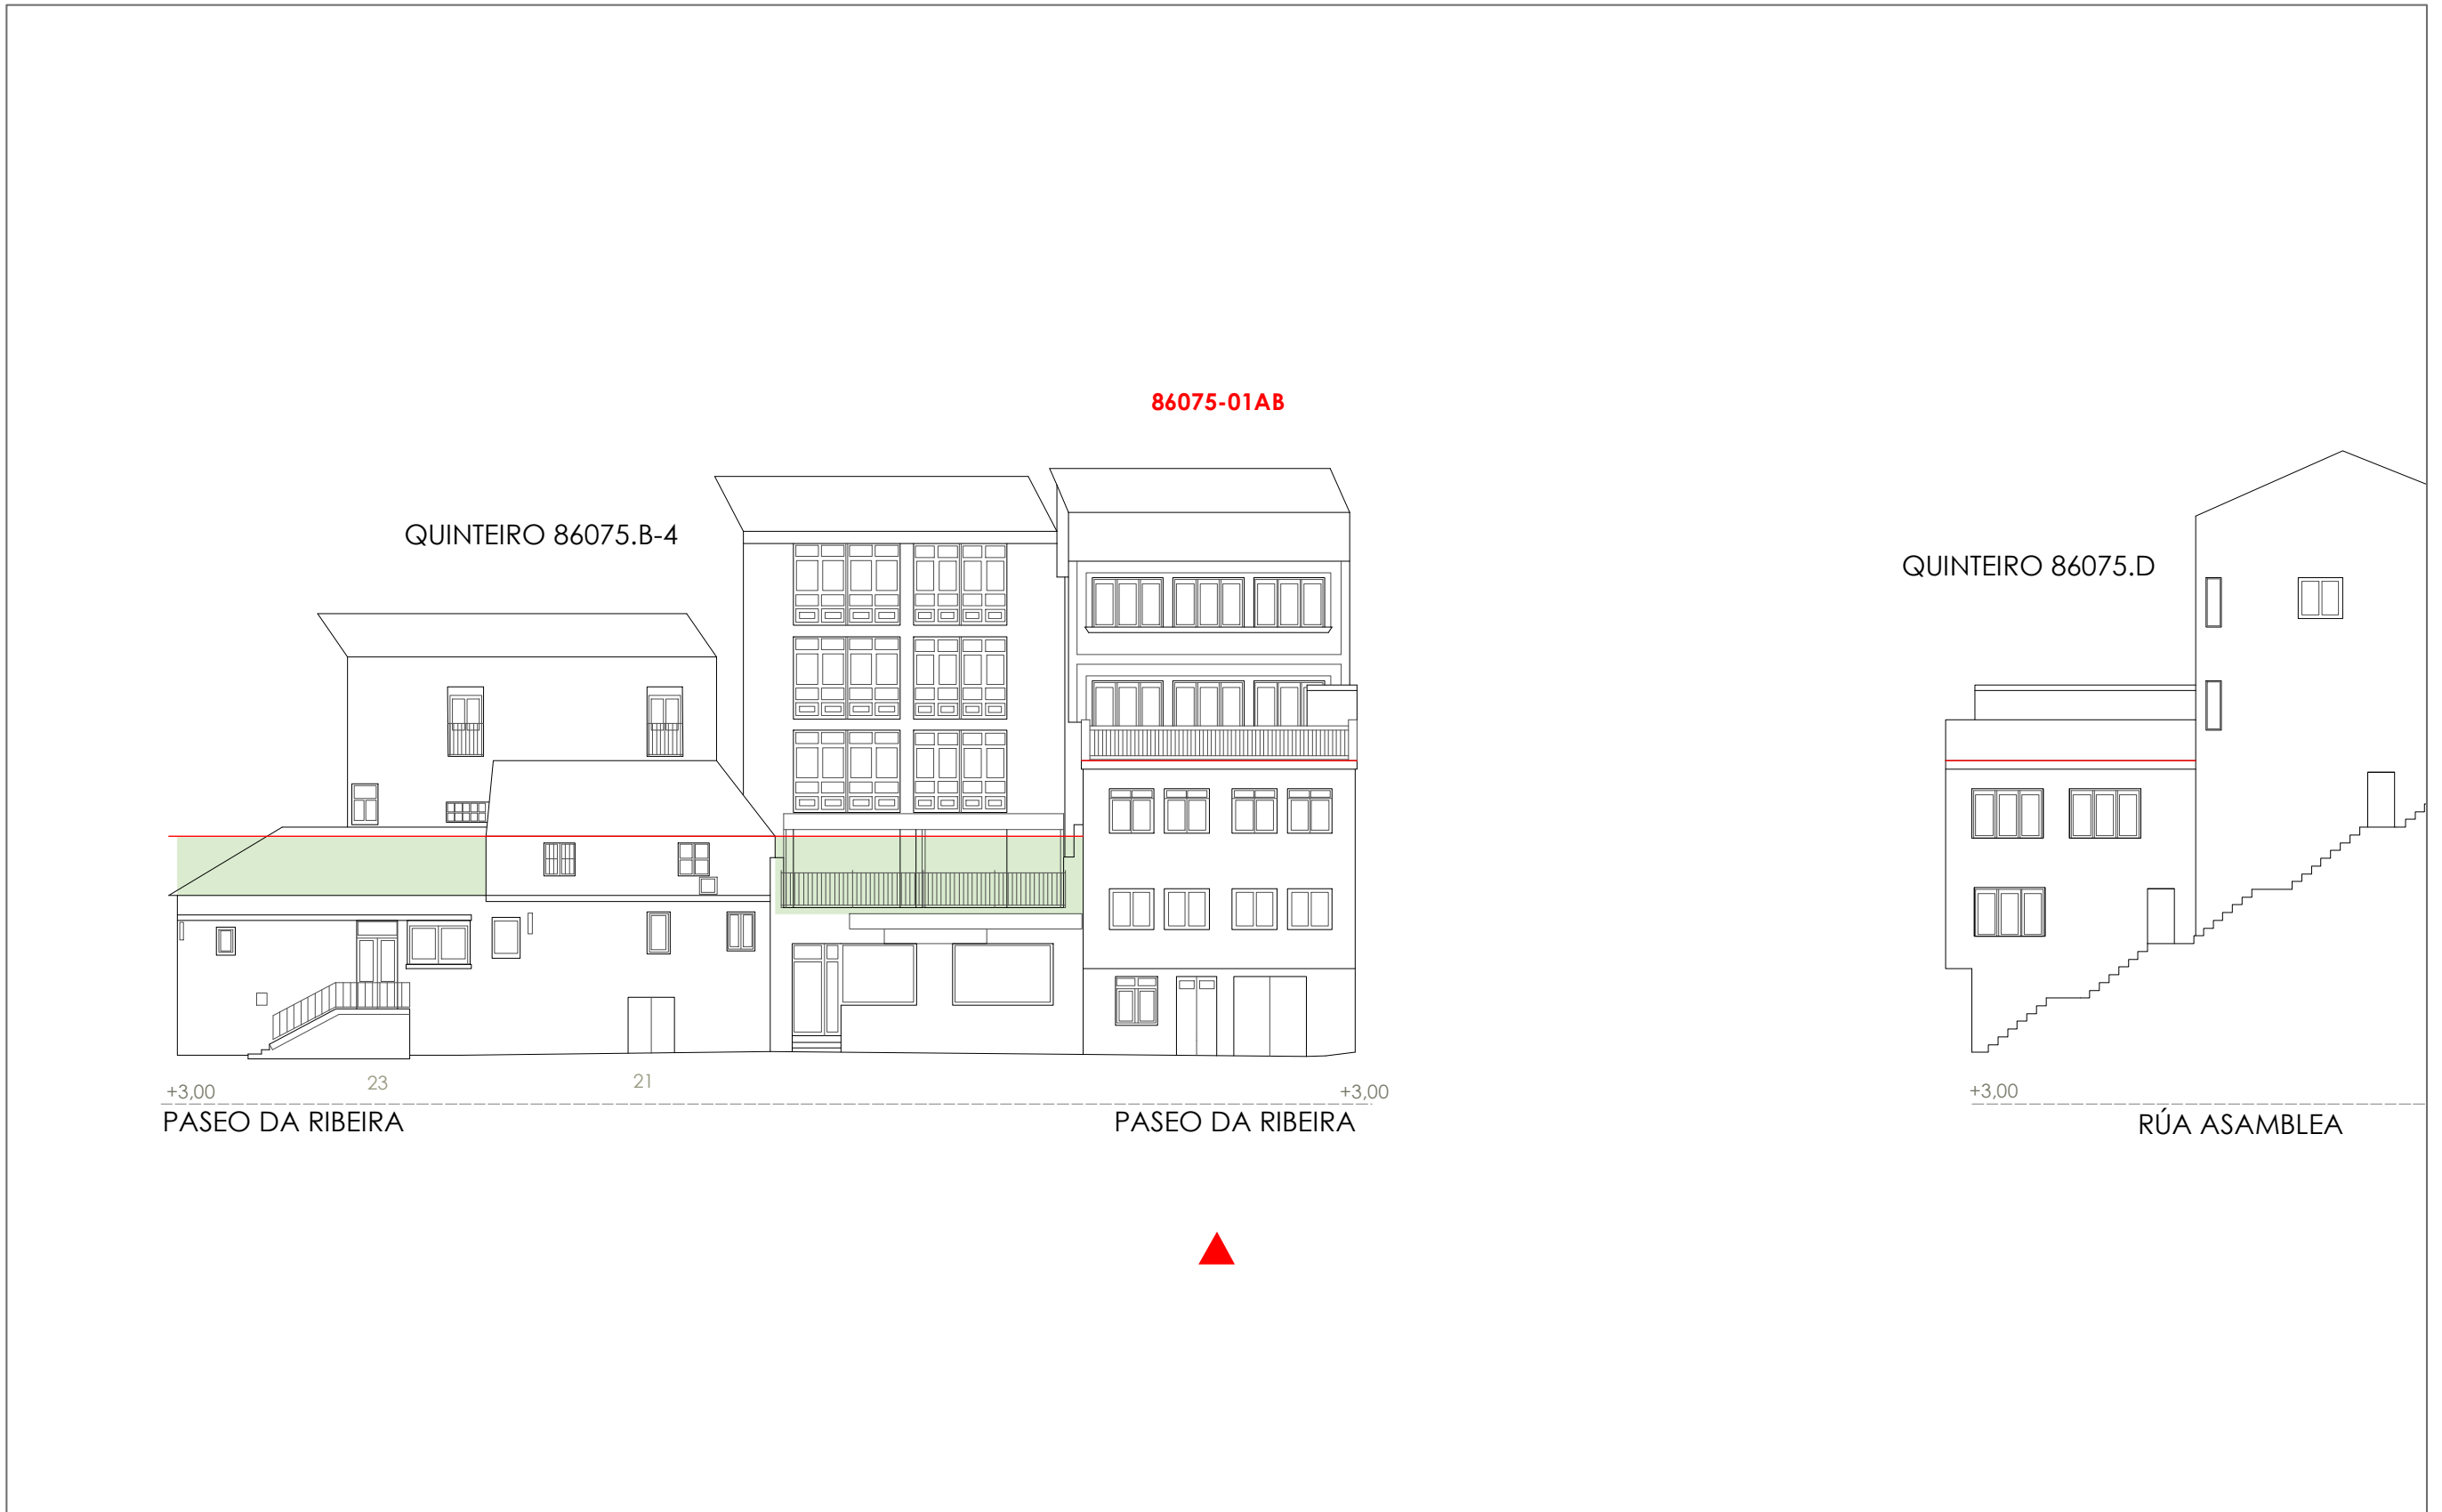 86075-01AB
QUINTEIRO 86075.B-4
QUINTEIRO 86075.D
+3,00
23
21
+3,00
+3,00
PASEO DA RIBEIRA
PASEO DA RIBEIRA
RÚA ASAMBLEA